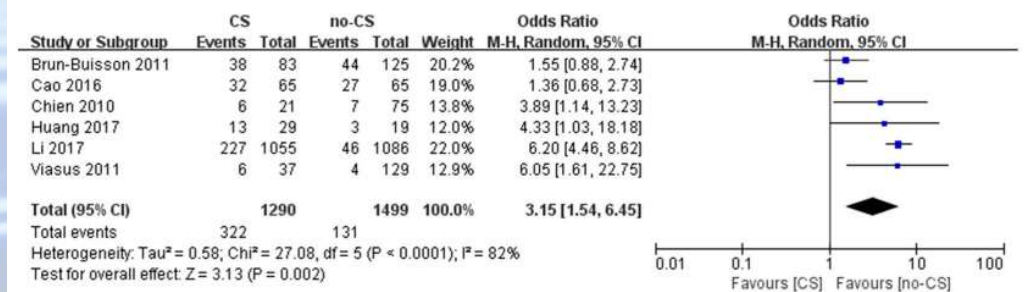 CS no-CS Odds Ratio Odds Ratio
Study or Subgroup Events Total Events Total Weight M-H, Random, 95% CI M-H, Random, 95% CI
Brun-Buisson 2011 38 83 44 125 20.2% 1.55 [0.88, 2.74]
Cao 2016 32 65 27 65 19.0% 1.36 [0.68, 2.73]
Chien 2010 6 21 7 75 13.8% 3.89 [1.14, 13.23]
Huang 2017 13 29 3 19 12.0% 4.33 [1.03, 18.18]
Li 2017 227 1055 46 1086 22.0% 6.20 [4.46, 8.62]
Viasus 2011 6 37 4 129 12.9% 6.05 [1.61, 22.75]
Total (95% CI) 1290 1499 100.0% 3.15 [1.54, 6.45]
Total events 322 131
Heterogeneity: Tau² = 0.58; Chi² = 27.08, df = 5 (P < 0.0001); I² = 82%
Test for overall effect: Z = 3.13 (P = 0.002)
0.01 0.1 1 10 100
Favours [CS] Favours [no-CS]